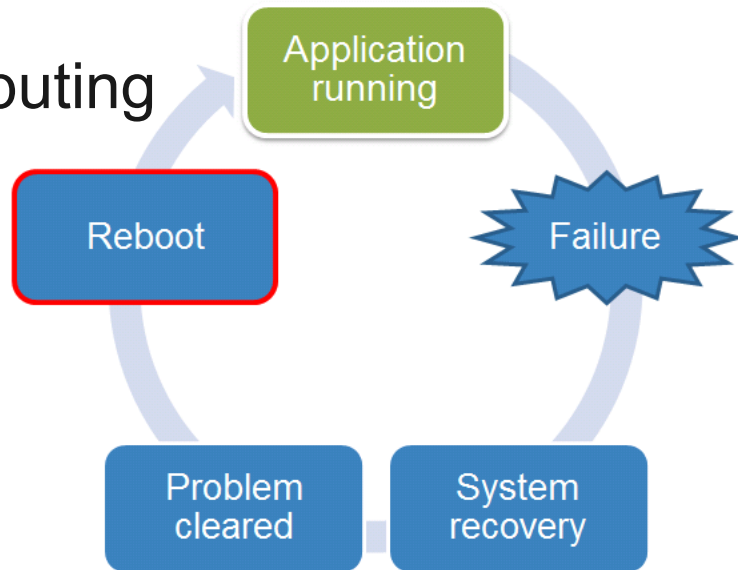 Application
running
Reboot
Failure
Problem
cleared
System
recovery